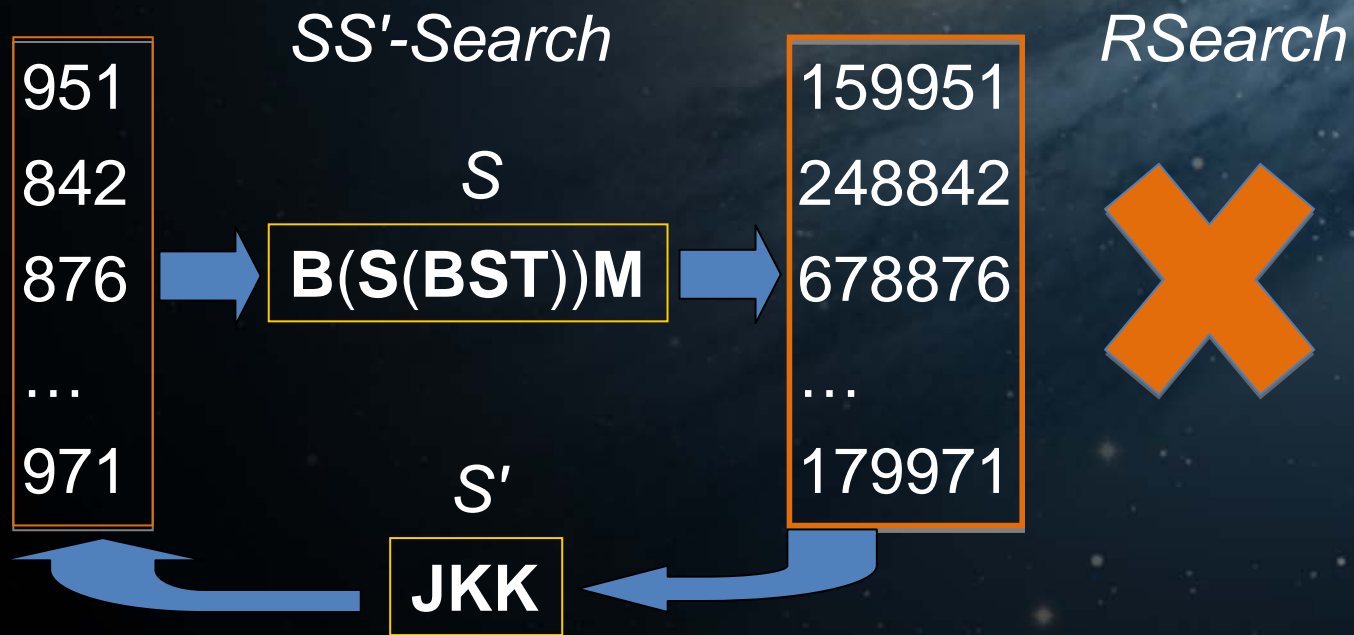 SS'-Search
RSearch
951
842
876
…
971
S
B(S(BST))M
159951
248842
678876
…
179971
S'
JKK